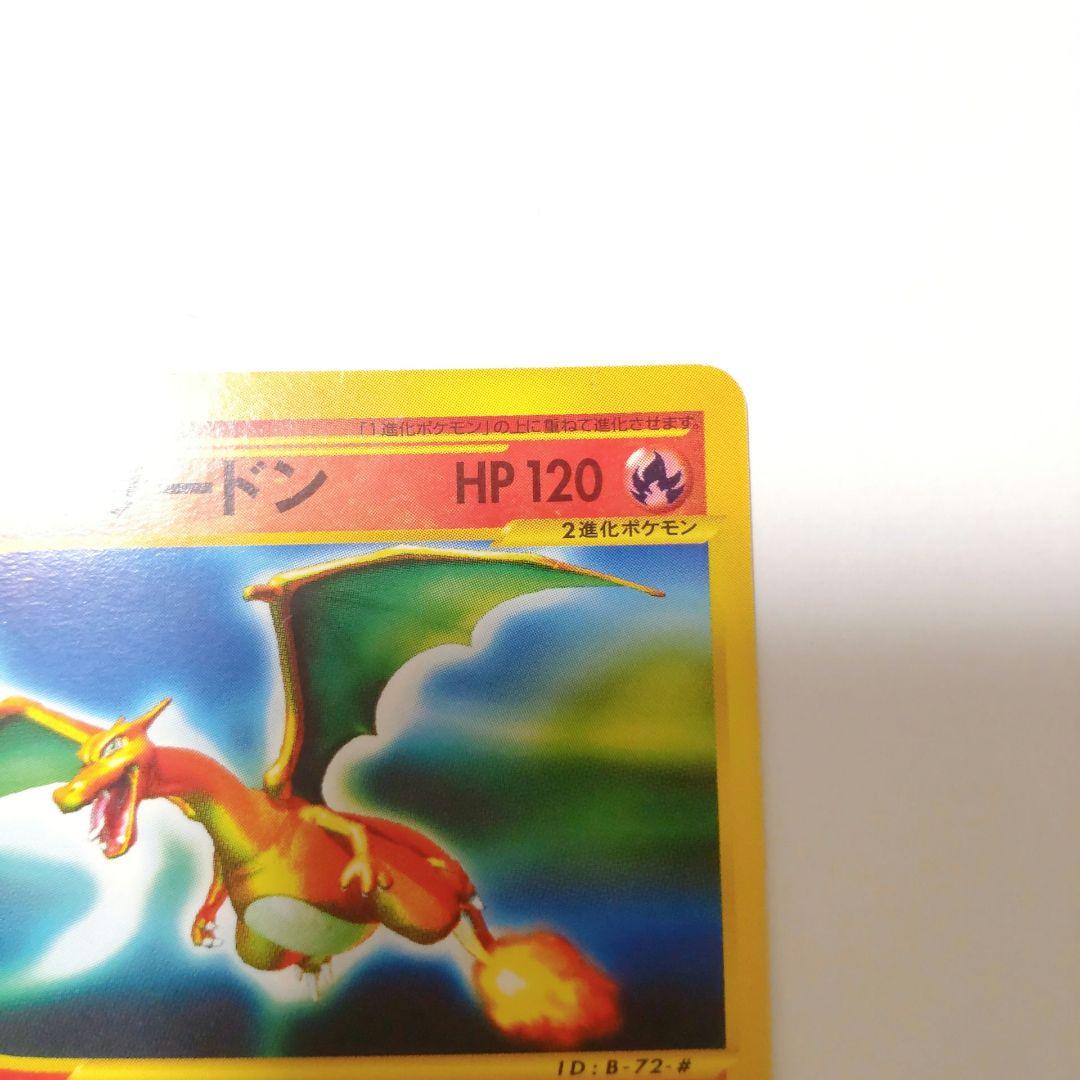 「1進化ポケモン」の上に重ねて進化させます。
ードン HP 120
2進化ポケモン
ID:B-72-#